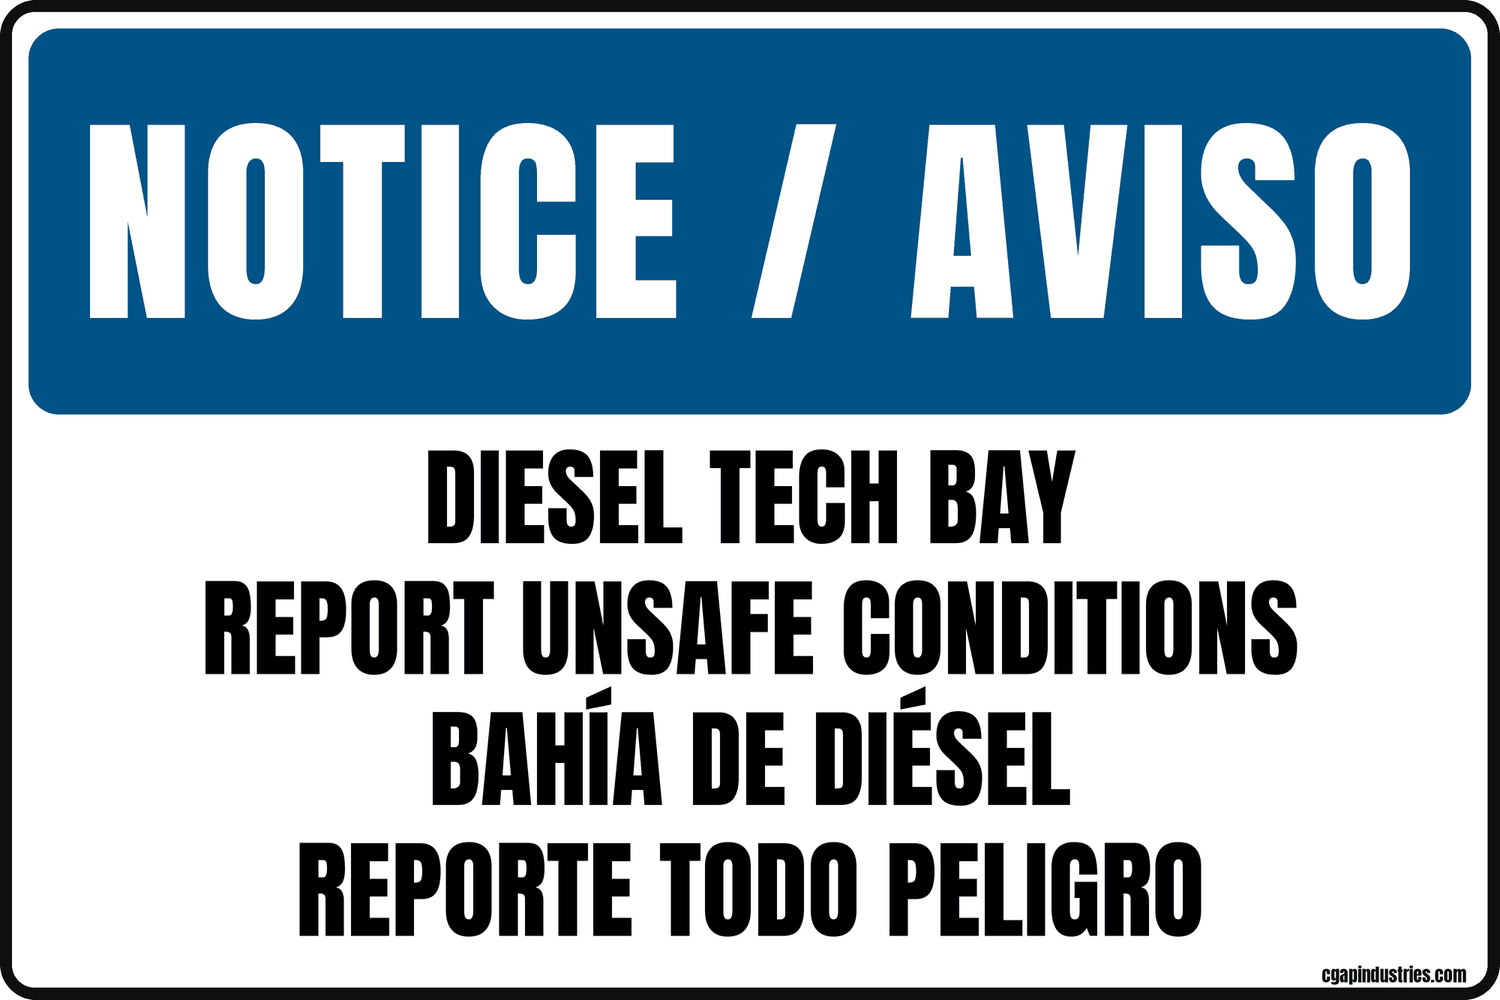 NOTICE / AVISO
DIESEL TECH BAY
REPORT UNSAFE CONDITIONS
BAHÍA DE DIÉSEL
REPORTE TODO PELIGRO
cgapindustries.com